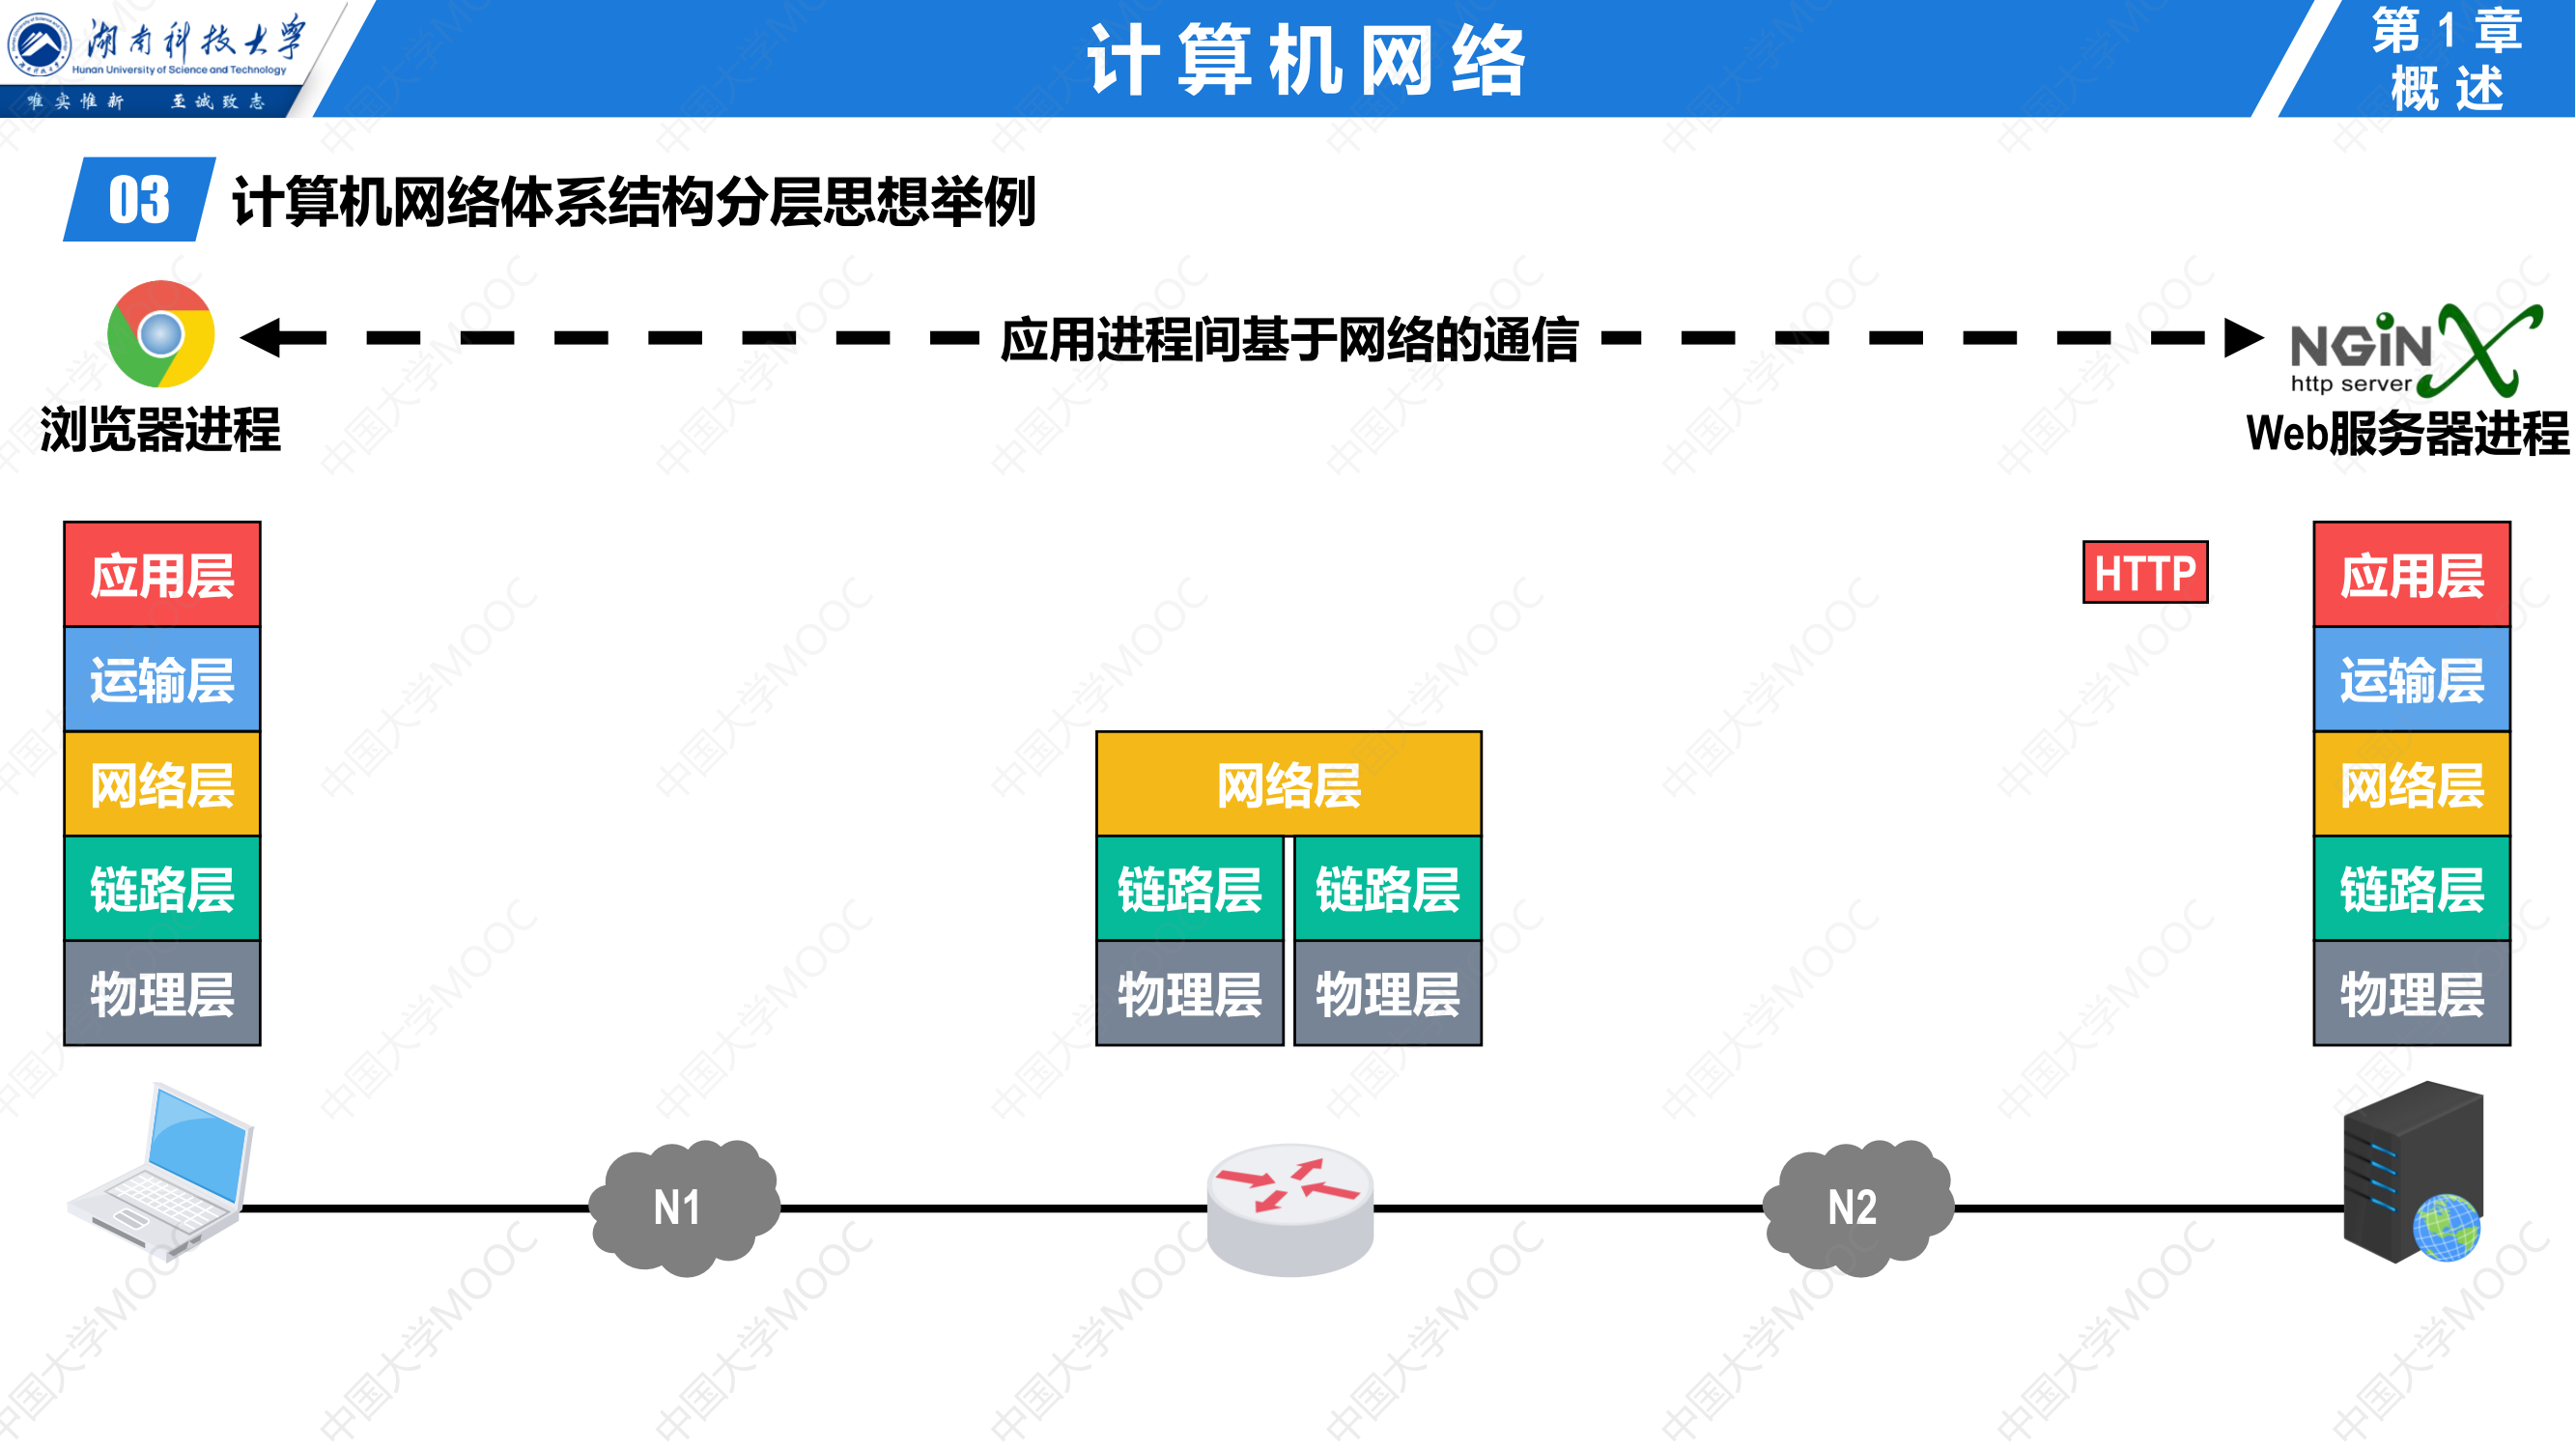 湖南科技大学
Hunan University of Science and Technology
唯实惟新 至诚致志
计算机网络
第1章
概述
03 计算机网络体系结构分层思想举例
应用进程间基于网络的通信
NGiNX
http server
浏览器进程
Web服务器进程
应用层
运输层
网络层
链路层
物理层
网络层
链路层 链路层
物理层 物理层
HTTP
应用层
运输层
网络层
链路层
物理层
N1
N2
中国大学MOOC